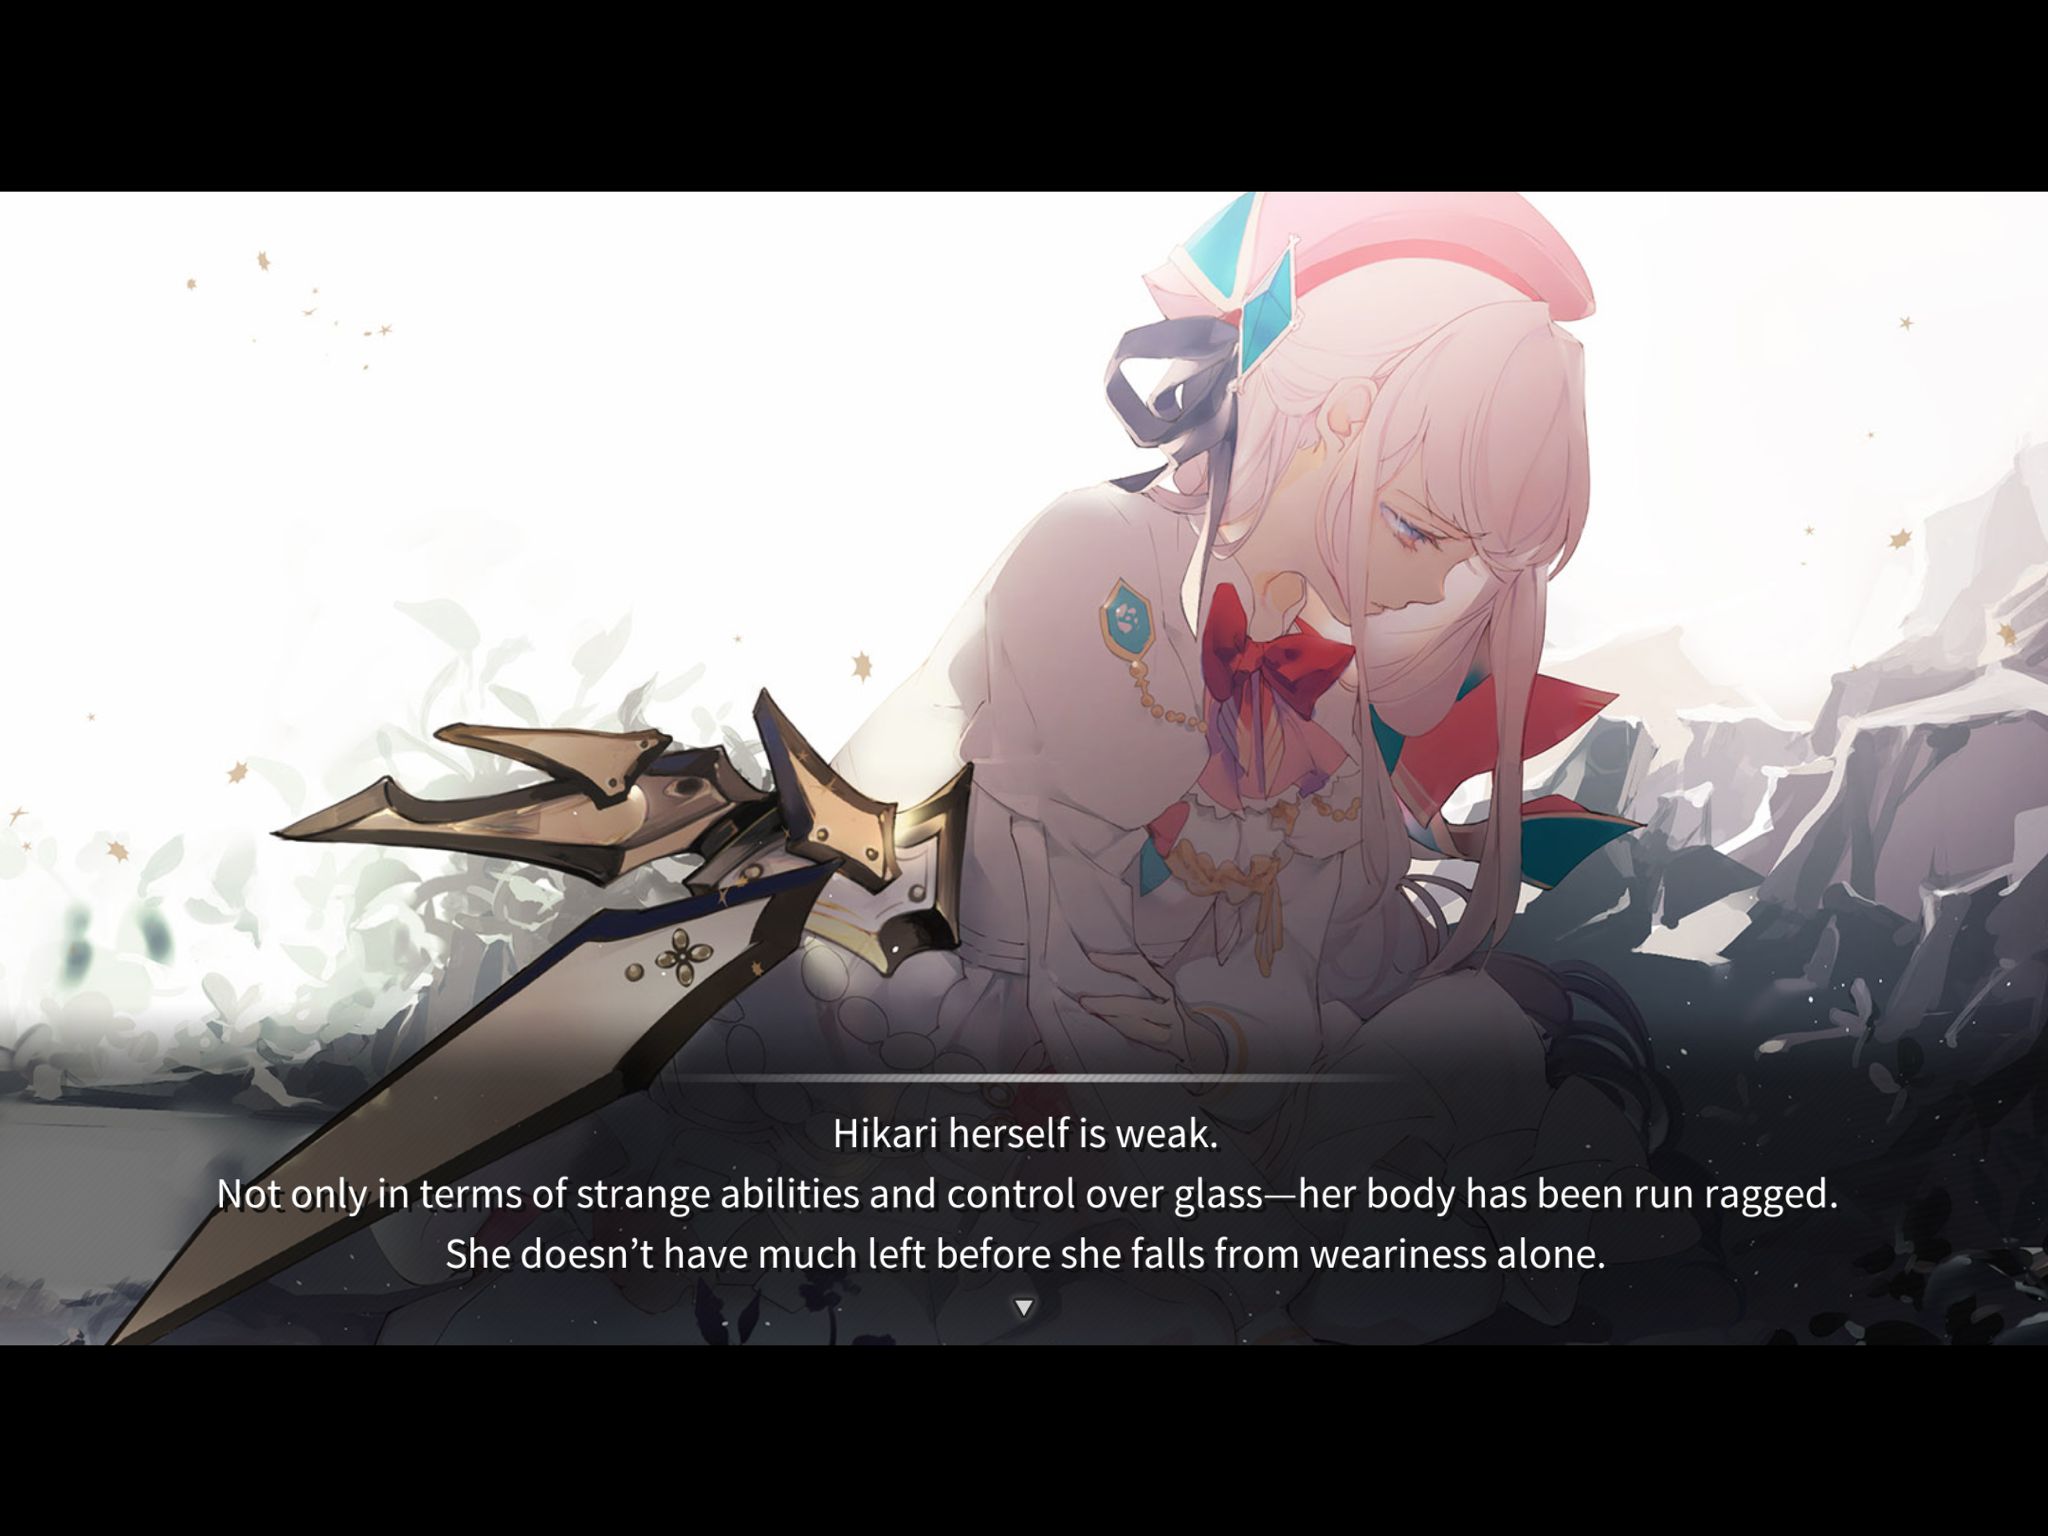 Hikari herself is weak.
Not only in terms of strange abilities and control over glass—her body has been run ragged.
She doesn’t have much left before she falls from weariness alone.